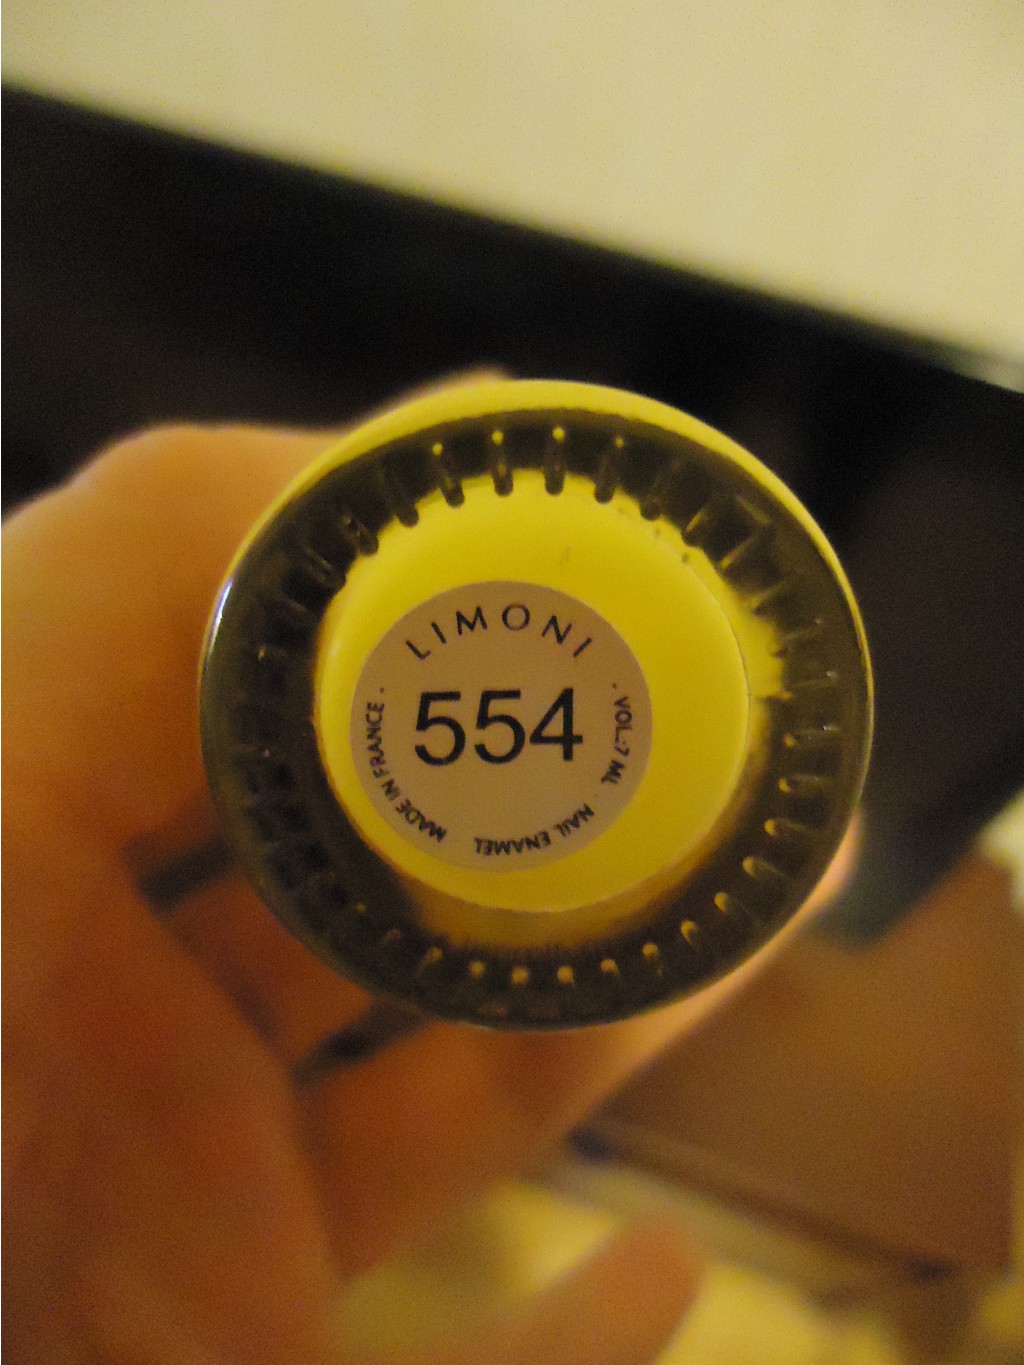 LIMONI
554
· VOL:7 ML · NAIL ENAMEL
MADE IN FRANCE ·